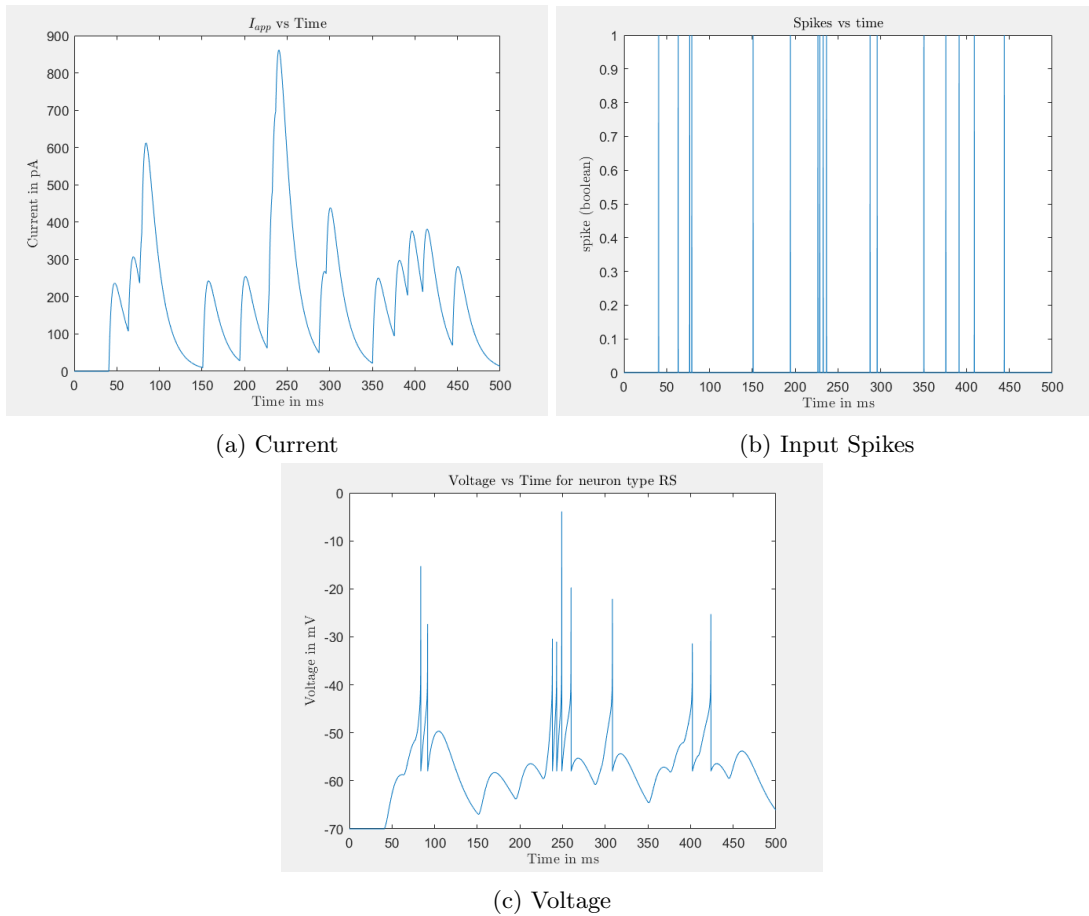 I_app vs Time
900
800
700
600
500
400
300
200
100
0
Current in pA
0 50 100 150 200 250 300 350 400 450 500
Time in ms
(a) Current
Spikes vs time
1
0.9
0.8
0.7
0.6
0.5
0.4
0.3
0.2
0.1
0
spike (boolean)
0 50 100 150 200 250 300 350 400 450 500
Time in ms
(b) Input Spikes
Voltage vs Time for neuron type RS
0
-10
-20
-30
-40
-50
-60
-70
Voltage in mV
0 50 100 150 200 250 300 350 400 450 500
Time in ms
(c) Voltage